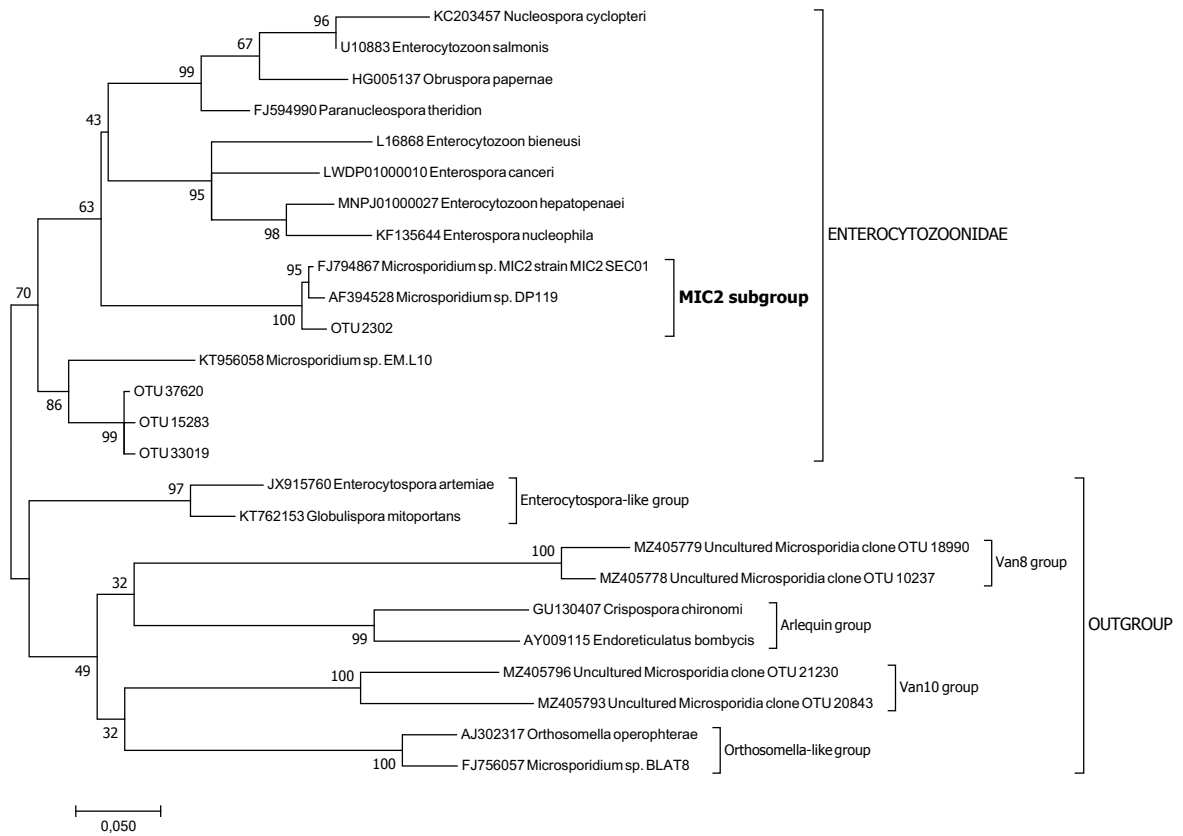 KC203457 Nucleospora cyclopteri
96
U10883 Enterocytozoon salmonis
67
HG005137 Obruspora papernae
99
FJ594990 Paranucleospora theridion
43
L16868 Enterocytozoon bieneusi
LWDP01000010 Enterospora canceri
95
MNPJ01000027 Enterocytozoon hepatopenaei
63
98
KF135644 Enterospora nucleophila
ENTEROCYTOZOONIDAE
95
FJ794867 Microsporidium sp. MIC2 strain MIC2 SEC01
70
AF394528 Microsporidium sp. DP119
MIC2 subgroup
100
OTU 2302
KT956058 Microsporidium sp. EM.L10
OTU 37620
86
OTU 15283
99
OTU 33019
97
JX915760 Enterocytospora artemiae
Enterocytospora-like group
KT762153 Globulispora mitoportans
100
MZ405779 Uncultured Microsporidia clone OTU 18990
Van8 group
MZ405778 Uncultured Microsporidia clone OTU 10237
32
GU130407 Crispospora chironomi
Arlequin group
OUTGROUP
99
AY009115 Endoreticulatus bombycis
49
100
MZ405796 Uncultured Microsporidia clone OTU 21230
Van10 group
MZ405793 Uncultured Microsporidia clone OTU 20843
32
AJ302317 Orthosomella operophterae
Orthosomella-like group
100
FJ756057 Microsporidium sp. BLAT8
0,050